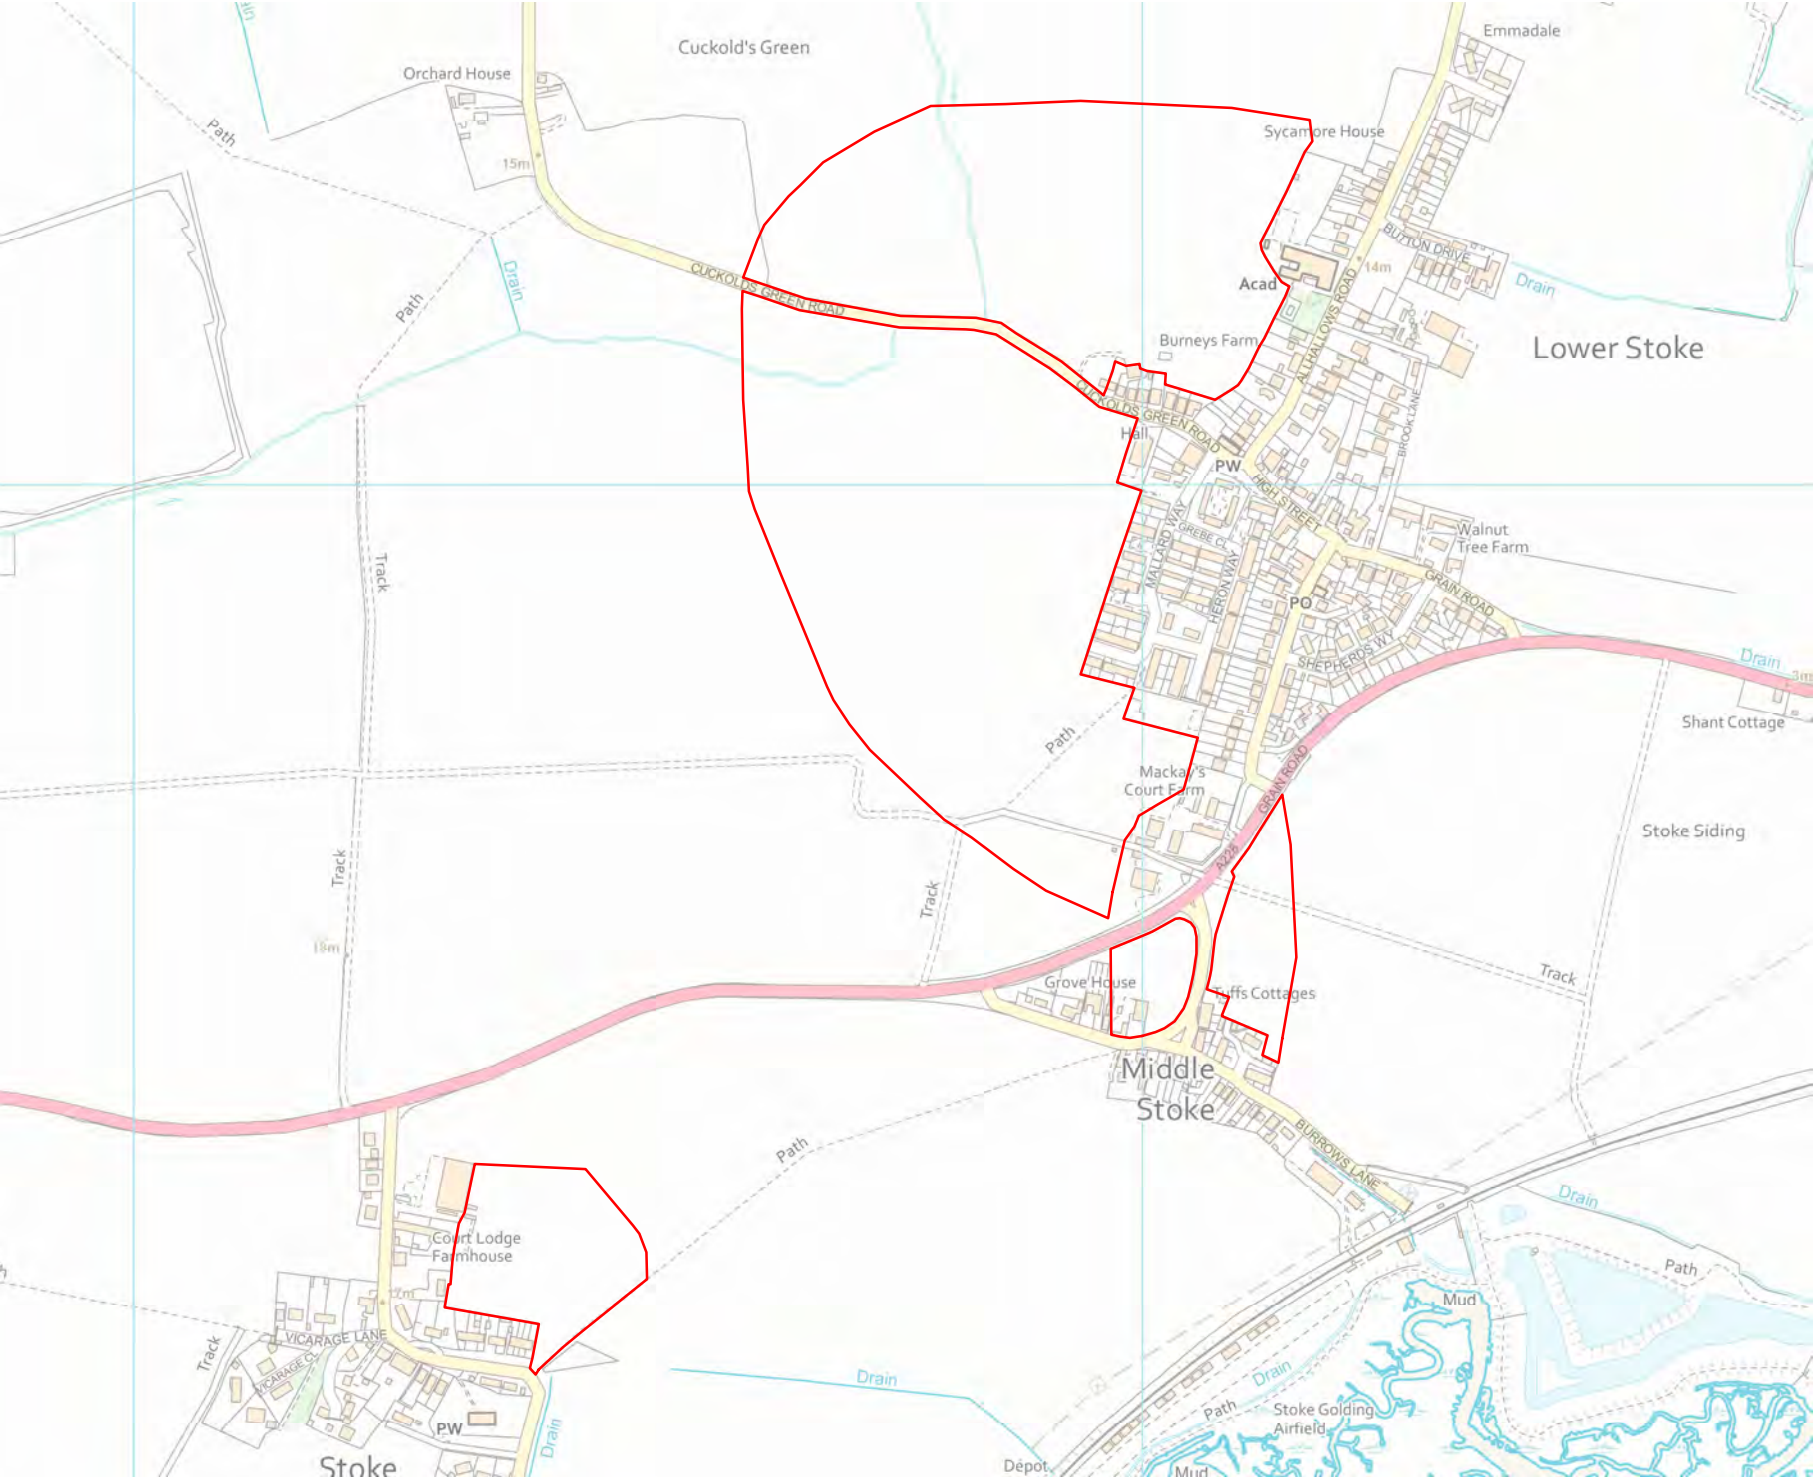 Emmadale
Cuckold's Green
Orchard House
Path
Sycamore House
15m
BUTTON DRIVE
14m
Drain
Drain
Acad
CUCKOLDS GREEN ROAD
Path
ALLHALLOWS ROAD
Burneys Farm
Lower Stoke
CUCKOLDS GREEN ROAD
BROOK LANE
Hall
PW
HIGH STREET
Walnut
Tree Farm
GREBE CL
MALLARD WAY
HERON WAY
Track
GRAIN ROAD
PO
SHEPHERDS WY
Drain
3m
Shant Cottage
Path
Mackay's
Court Farm
GRAIN ROAD
Stoke Siding
A228
Track
Track
Track
Grove House
Tuffs Cottages
Middle
Stoke
Path
BURROWS LANE
Drain
Court Lodge
Farmhouse
Path
Mud
VICARAGE LANE
Track
VICARAGE CL
Drain
Drain
Path
Stoke Golding
Airfield
PW
Drain
Stoke
Depot
Mud